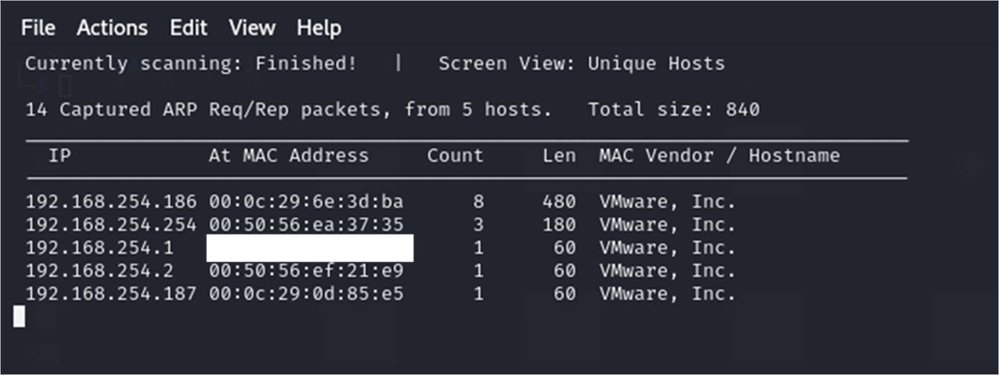 File Actions Edit View Help
Currently scanning: Finished! | Screen View: Unique Hosts
14 Captured ARP Req/Rep packets, from 5 hosts. Total size: 840
IP At MAC Address Count Len MAC Vendor / Hostname
192.168.254.186 00:0c:29:6e:3d:ba 8 480 VMware, Inc.
192.168.254.254 00:50:56:ea:37:35 3 180 VMware, Inc.
192.168.254.1 1 60 VMware, Inc.
192.168.254.2 00:50:56:ef:21:e9 1 60 VMware, Inc.
192.168.254.187 00:0c:29:0d:85:e5 1 60 VMware, Inc.